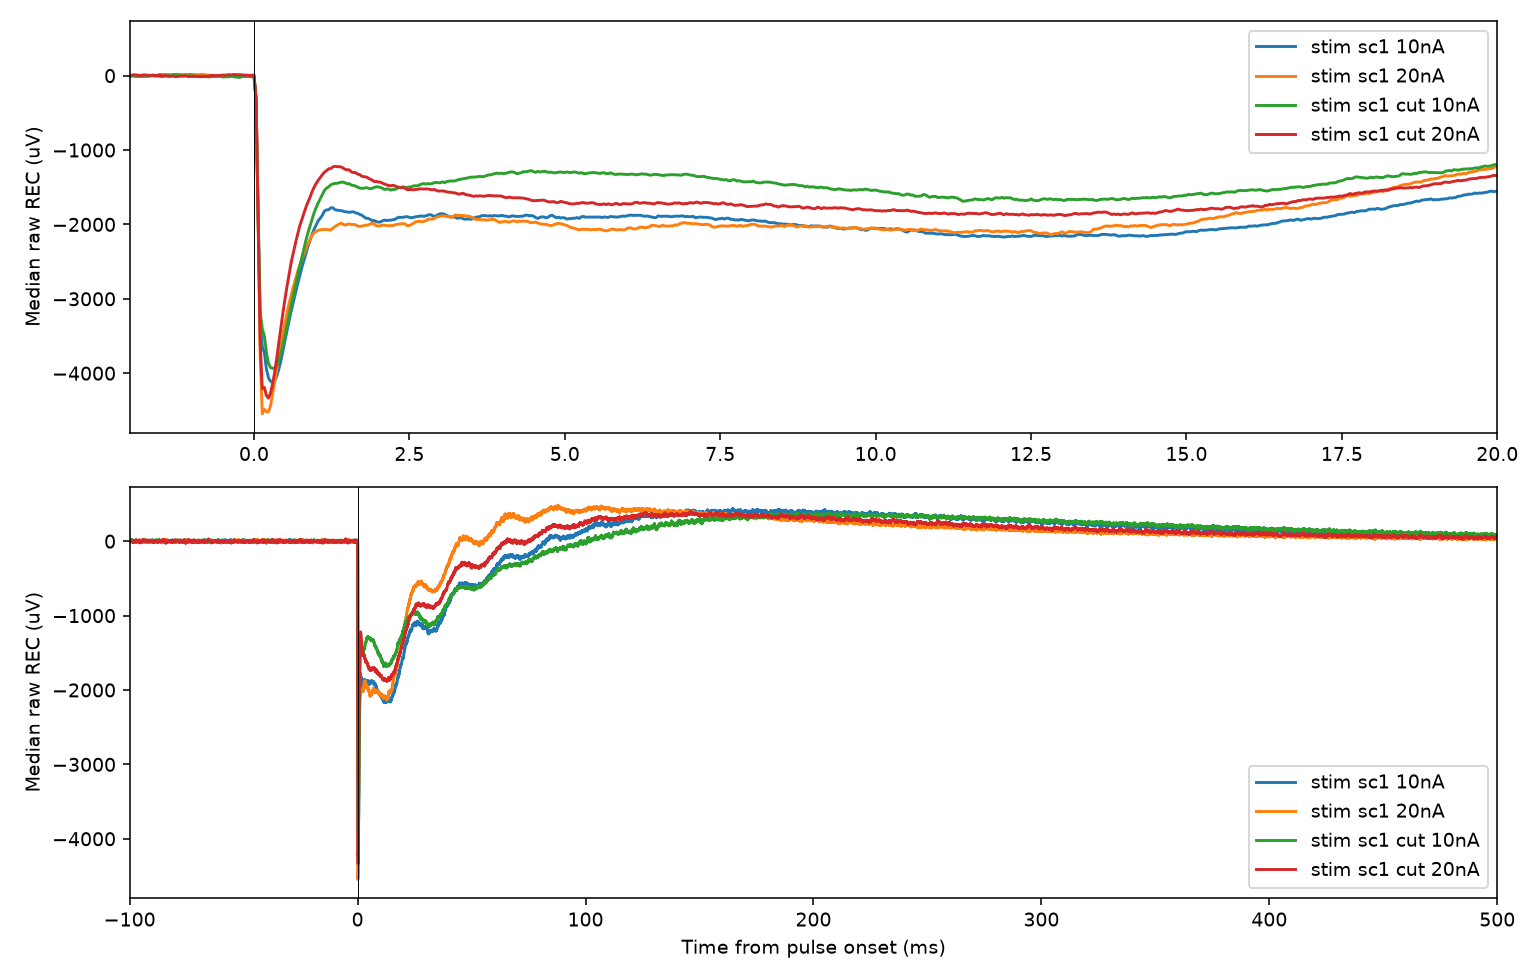 Median raw REC (uV)
0
−1000
−2000
−3000
−4000
stim sc1 10nA
stim sc1 20nA
stim sc1 cut 10nA
stim sc1 cut 20nA
0.0 2.5 5.0 7.5 10.0 12.5 15.0 17.5 20.0
Median raw REC (uV)
0
−1000
−2000
−3000
−4000
stim sc1 10nA
stim sc1 20nA
stim sc1 cut 10nA
stim sc1 cut 20nA
−100 0 100 200 300 400 500
Time from pulse onset (ms)